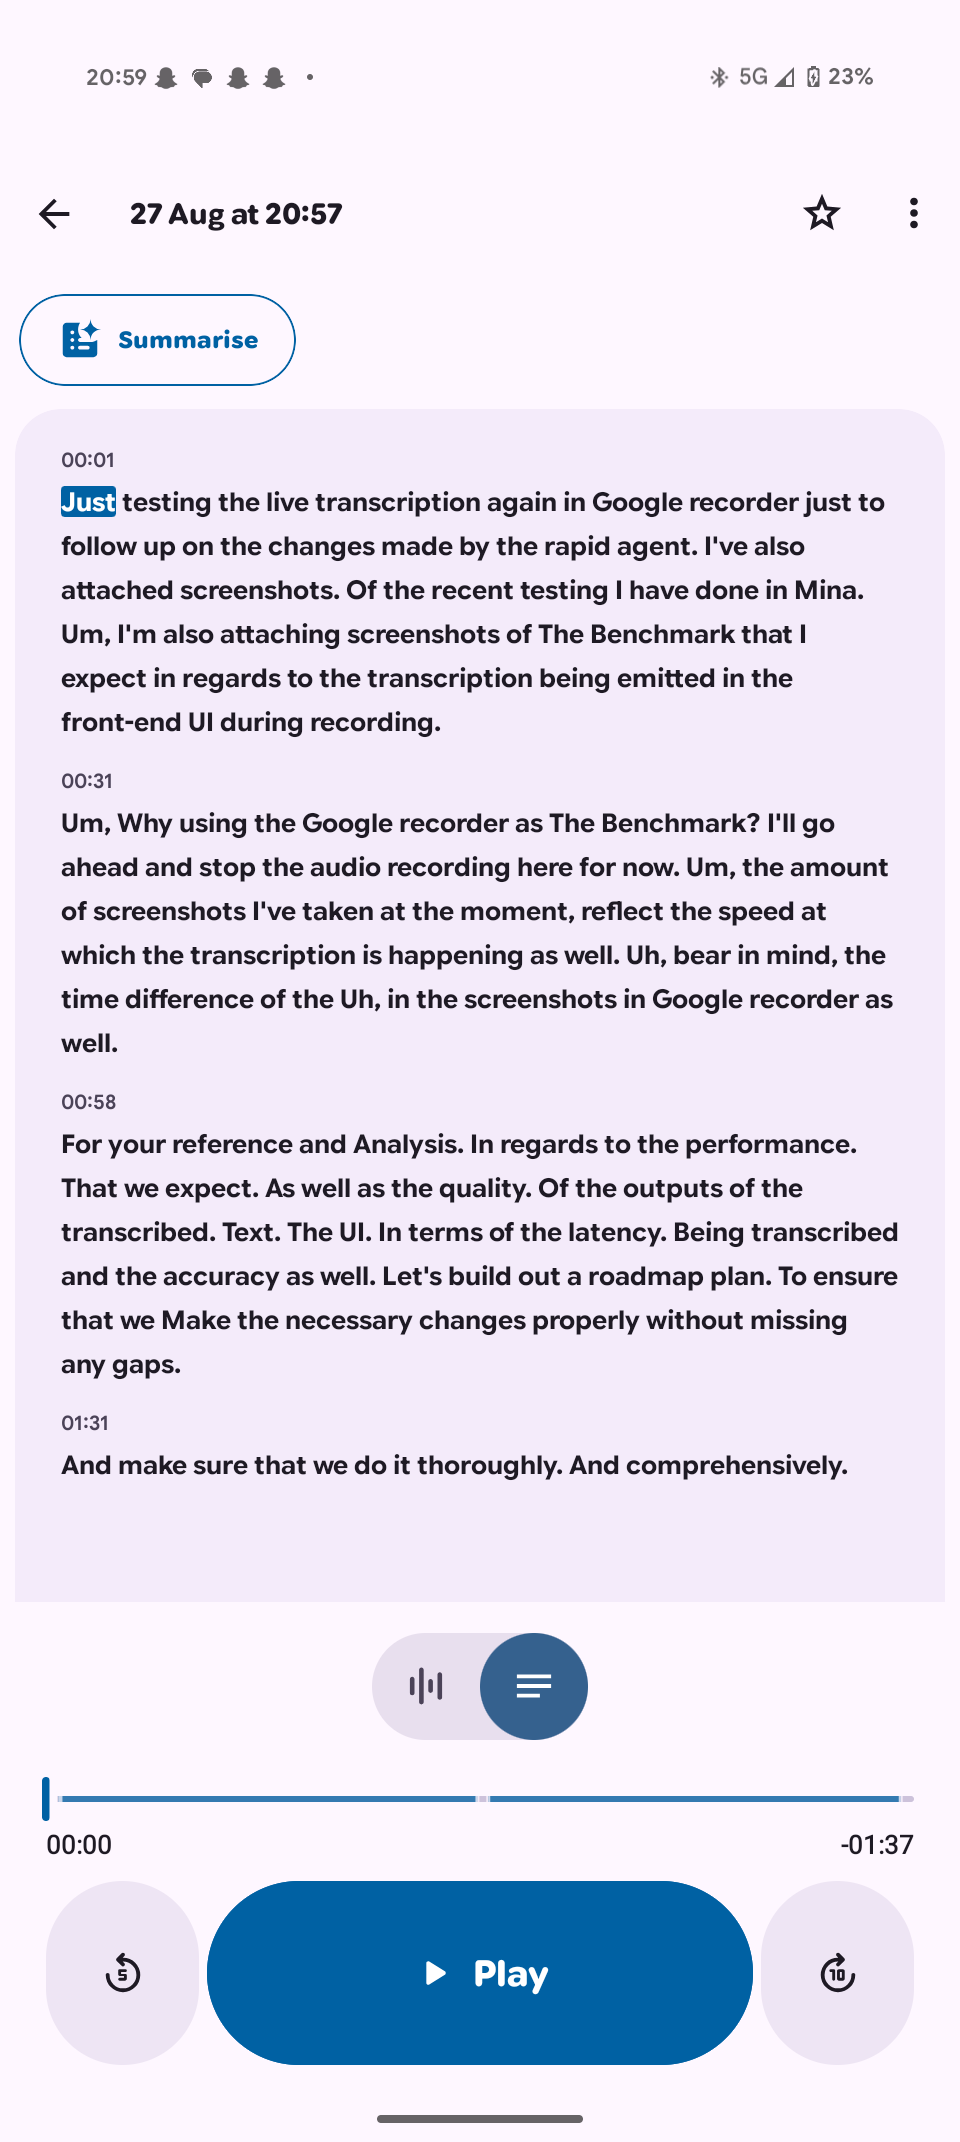 20:59
5G
23%
27 Aug at 20:57
Summarise
00:01
Just testing the live transcription again in Google recorder just to
follow up on the changes made by the rapid agent. I've also
attached screenshots. Of the recent testing I have done in Mina.
Um, I'm also attaching screenshots of The Benchmark that I
expect in regards to the transcription being emitted in the
front-end UI during recording.
00:31
Um, Why using the Google recorder as The Benchmark? I'll go
ahead and stop the audio recording here for now. Um, the amount
of screenshots I've taken at the moment, reflect the speed at
which the transcription is happening as well. Uh, bear in mind, the
time difference of the Uh, in the screenshots in Google recorder as
well.
00:58
For your reference and Analysis. In regards to the performance.
That we expect. As well as the quality. Of the outputs of the
transcribed. Text. The UI. In terms of the latency. Being transcribed
and the accuracy as well. Let's build out a roadmap plan. To ensure
that we Make the necessary changes properly without missing
any gaps.
01:31
And make sure that we do it thoroughly. And comprehensively.
00:00
-01:37
5
Play
10